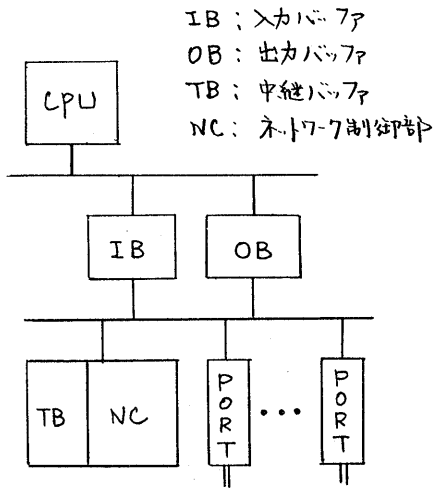 IB : 入力バッファ
OB : 出力バッファ
TB : 中継バッファ
NC : ネットワーク制御部
CPU
IB
OB
TB
NC
PORT
...
PORT